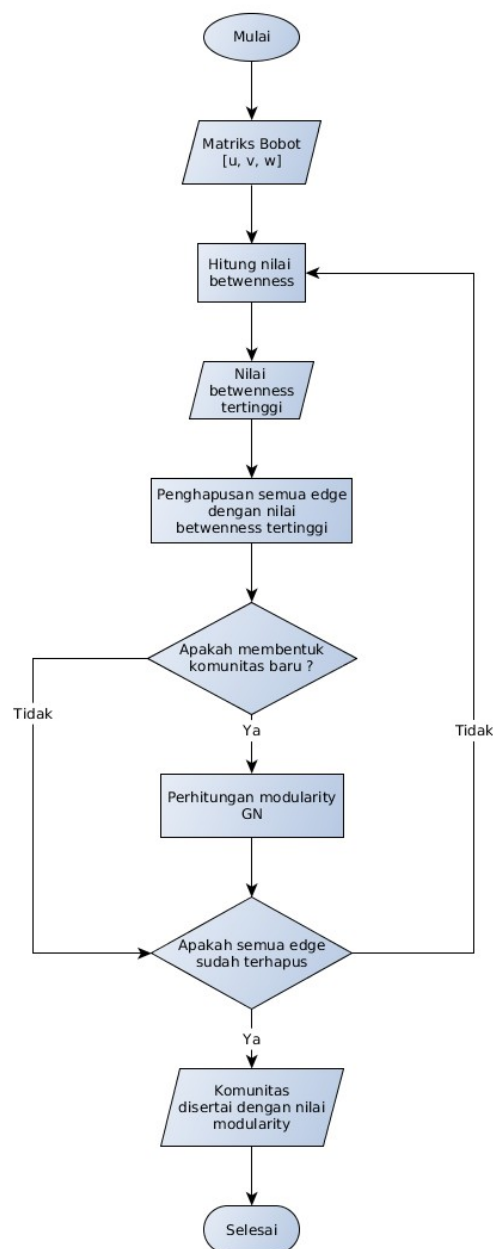 Mulai
Matriks Bobot
[u, v, w]
Hitung nilai
betwenness
Nilai
betwenness
tertinggi
Penghapusan semua edge
dengan nilai
betwenness tertinggi
Apakah membentuk
komunitas baru ?
Tidak
Ya
Tidak
Perhitungan modularity
GN
Apakah semua edge
sudah terhapus
Ya
Komunitas
disertai dengan nilai
modularity
Selesai